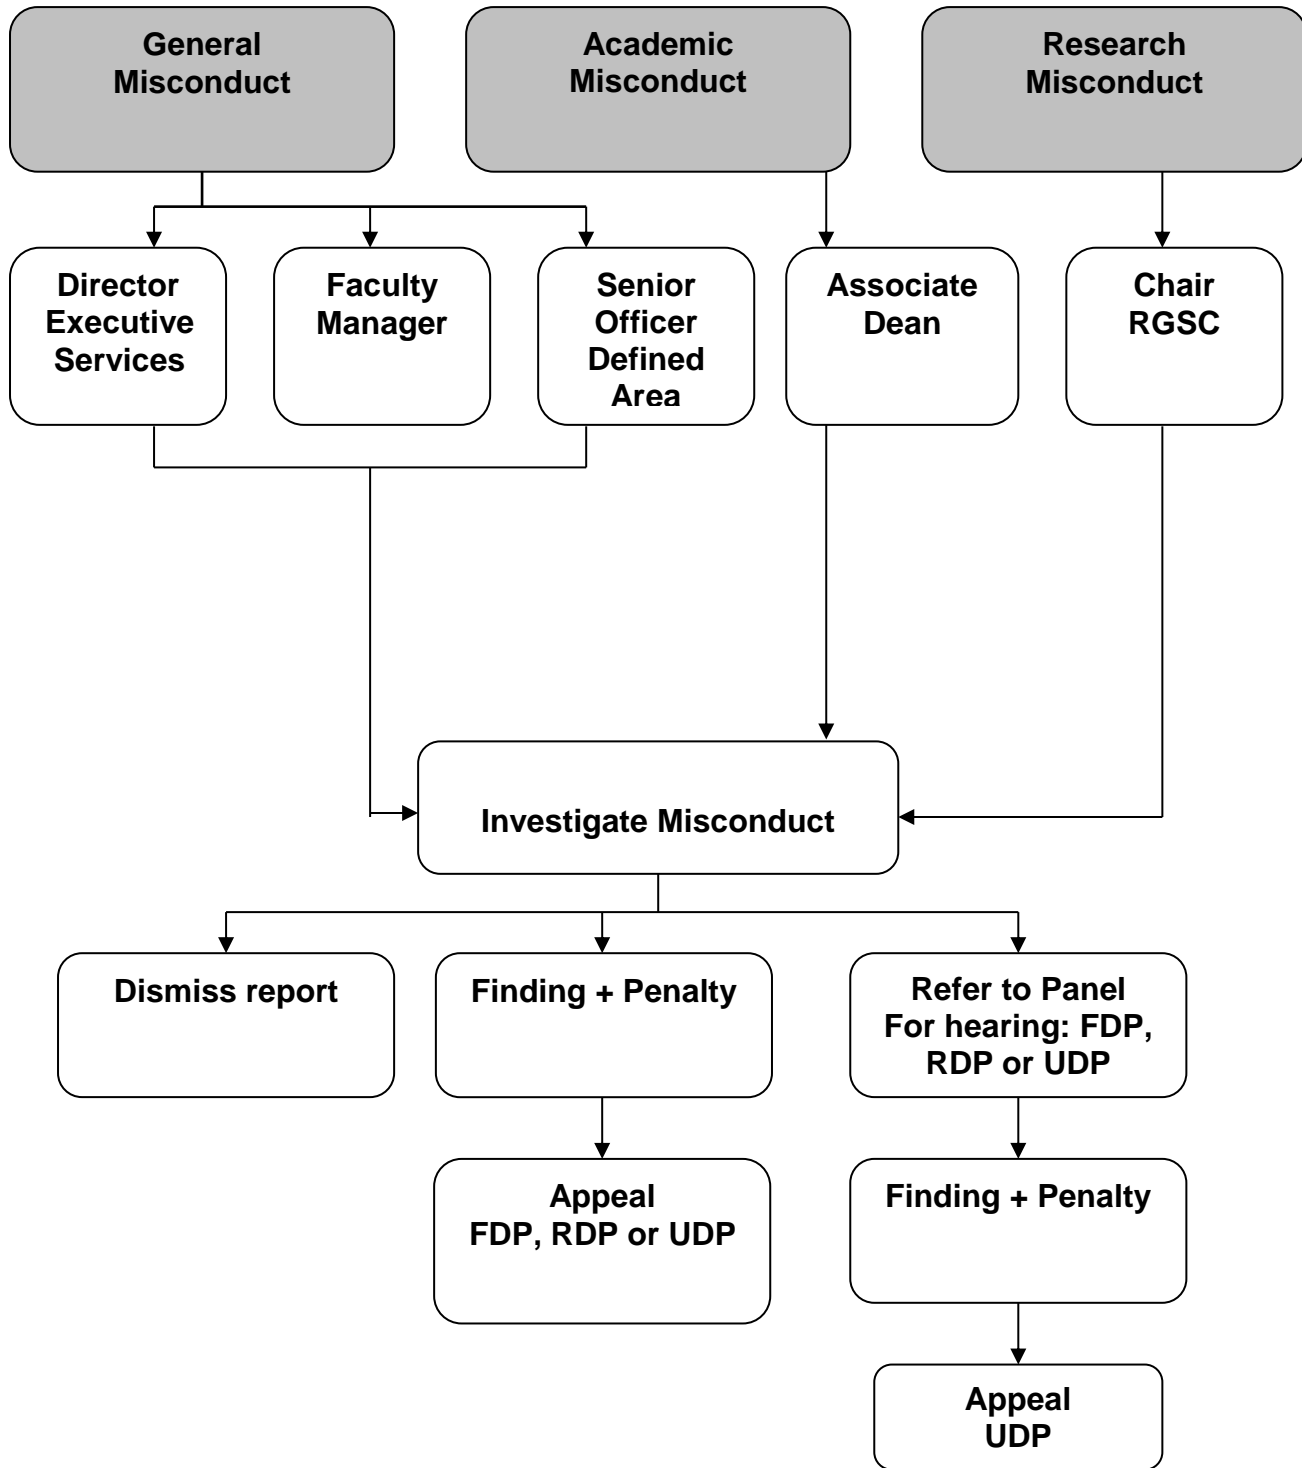 General
Misconduct
Academic
Misconduct
Research
Misconduct
Director
Executive
Services
Faculty
Manager
Senior
Officer
Defined
Area
Associate
Dean
Chair
RGSC
Investigate Misconduct
Dismiss report
Finding + Penalty
Refer to Panel
For hearing: FDP,
RDP or UDP
Appeal
FDP, RDP or UDP
Finding + Penalty
Appeal
UDP